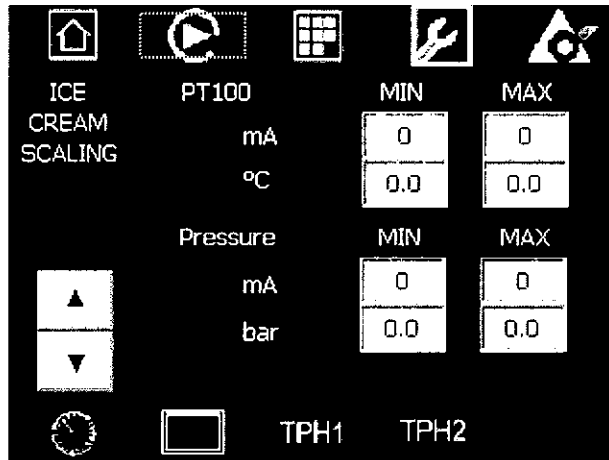 ICE CREAM SCALING
PT100 MIN MAX
mA 0 0
ºC 0.0 0.0
Pressure MIN MAX
mA 0 0
bar 0.0 0.0
TPH1 TPH2